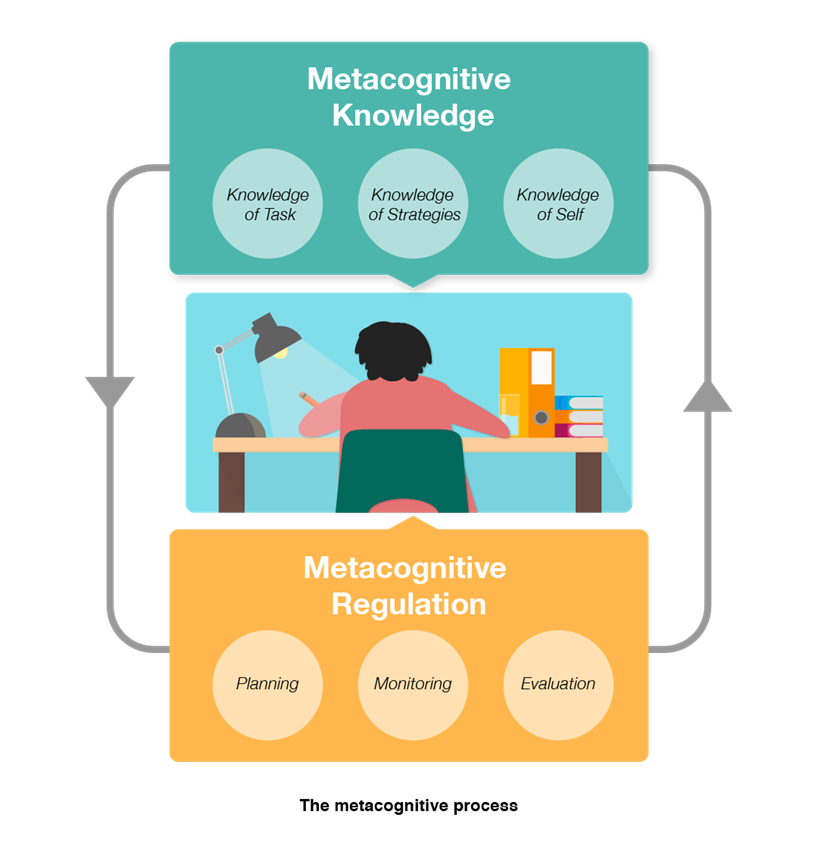 Metacognitive
Knowledge
Knowledge
of Task
Knowledge
of Strategies
Knowledge
of Self
Metacognitive
Regulation
Planning
Monitoring
Evaluation
The metacognitive process